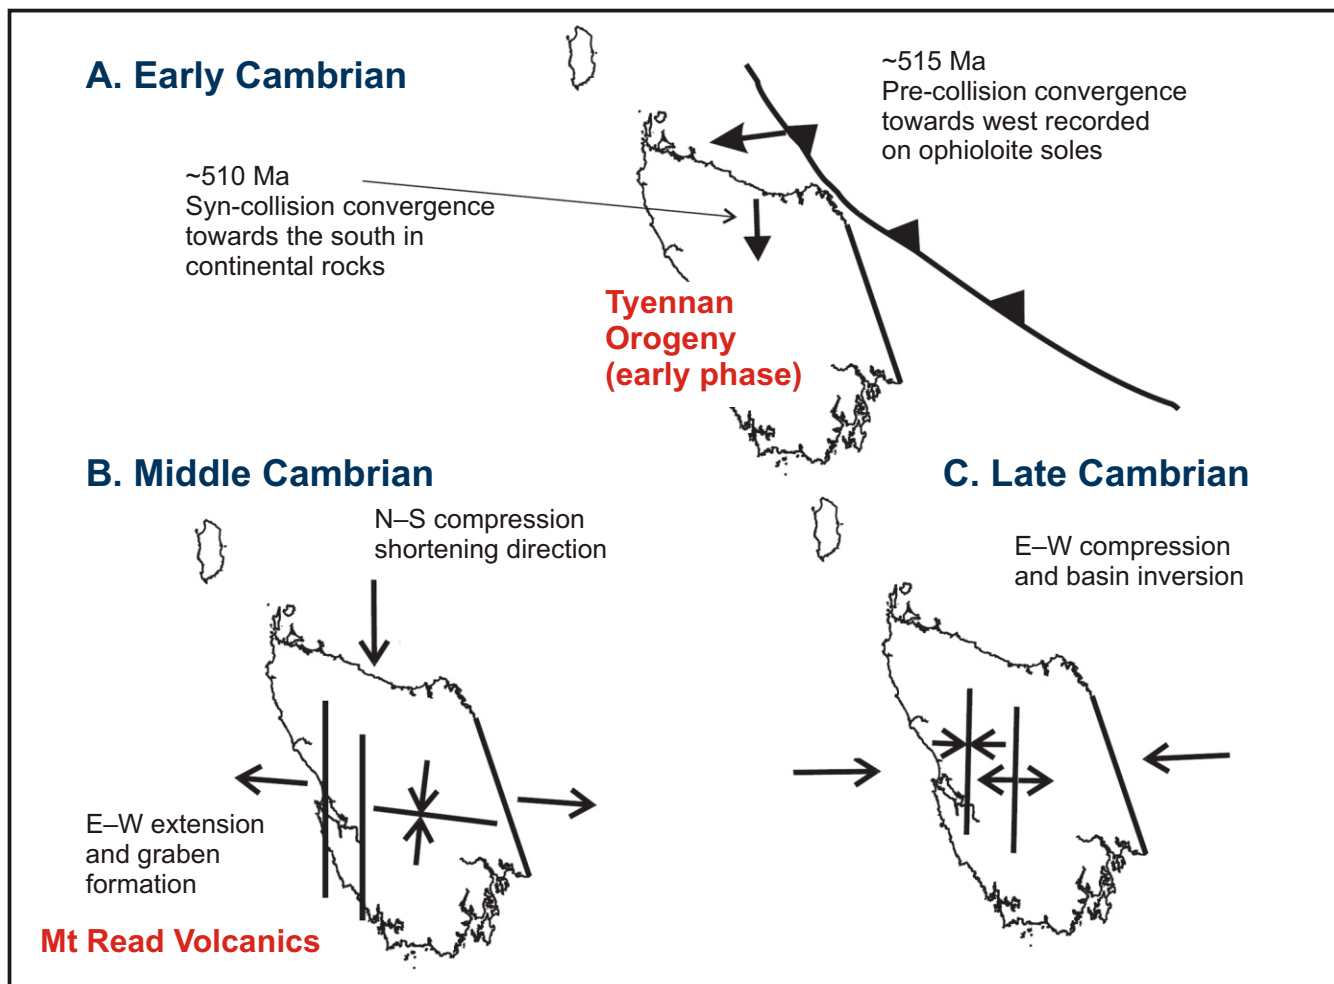 A. Early Cambrian
~515 Ma
Pre-collision convergence
towards west recorded
on ophioloite soles
~510 Ma
Syn-collision convergence
towards the south in
continental rocks
Tyennan
Orogeny
(early phase)
B. Middle Cambrian
N–S compression
shortening direction
E–W extension
and graben
formation
Mt Read Volcanics
C. Late Cambrian
E–W compression
and basin inversion